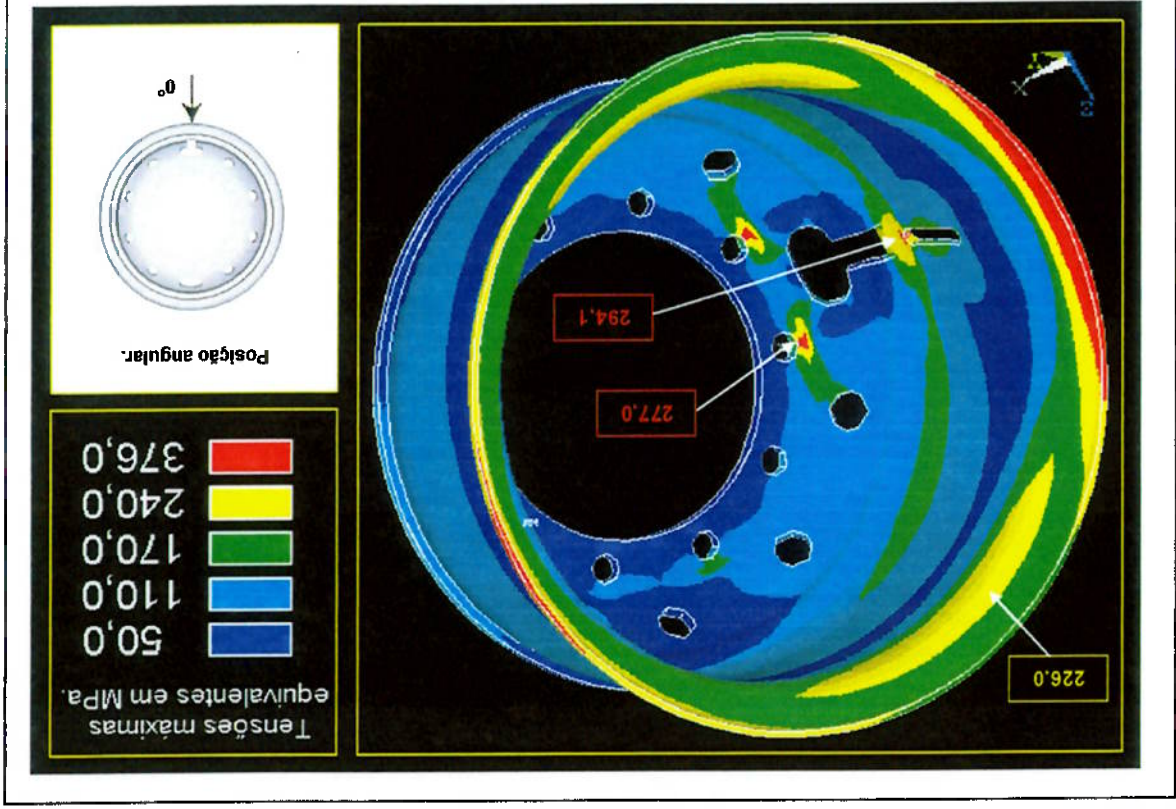 Tensões máximas
equivalentes em MPa.
50,0
110,0
170,0
240,0
376,0
Posição angular.
0°
226.0
277.0
294.1
X
Z